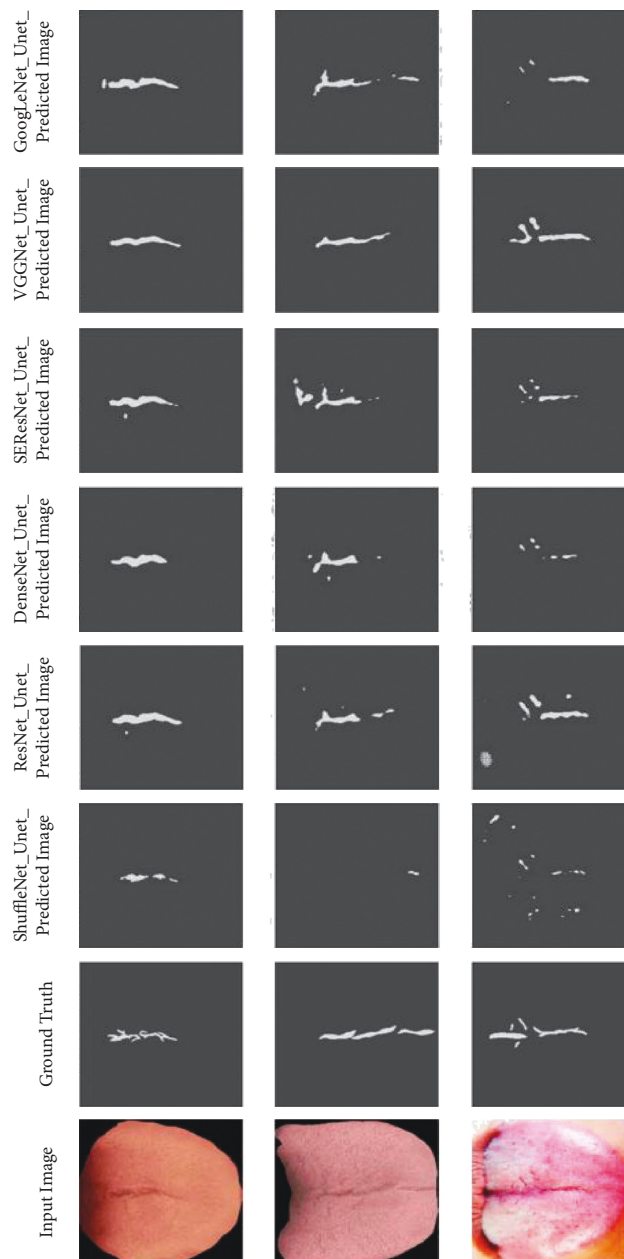 GoogLeNet_Unet_
Predicted Image
VGGNet_Unet_
Predicted Image
SEResNet_Unet_
Predicted Image
DenseNet_Unet_
Predicted Image
ResNet_Unet_
Predicted Image
ShuffleNet_Unet_
Predicted Image
Ground Truth
Input Image